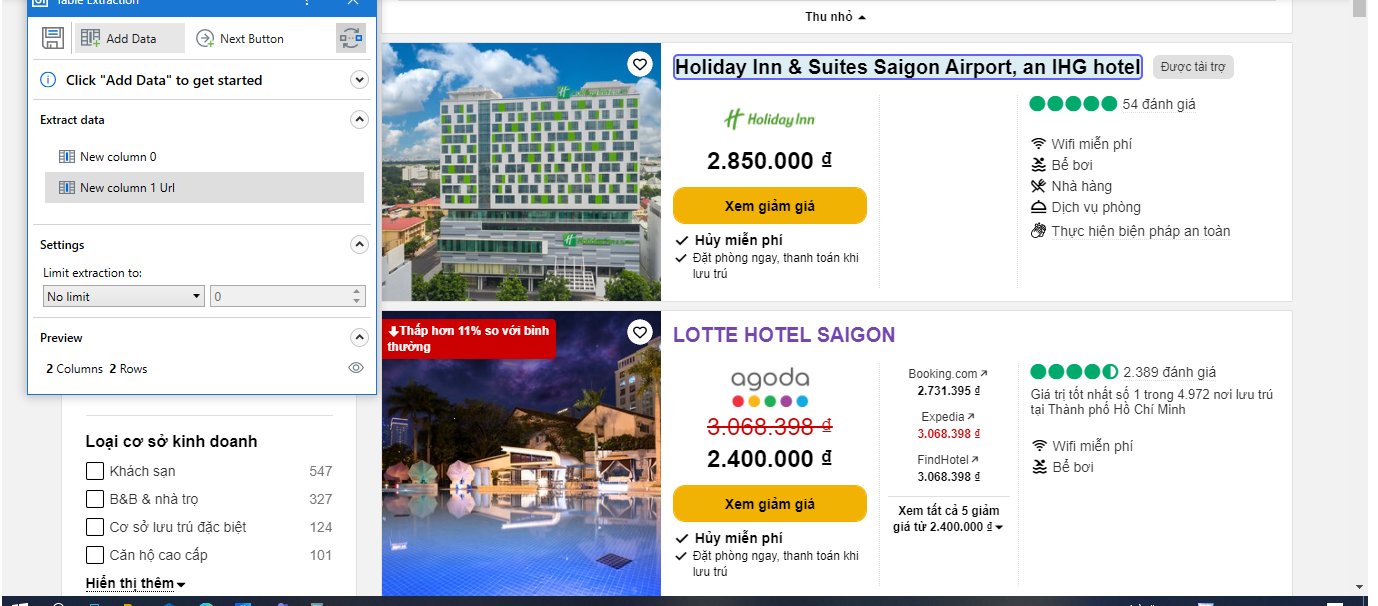 Table Extraction
Add Data
Next Button
Click "Add Data" to get started
Extract data
New column 0
New column 1 Url
Settings
Limit extraction to:
No limit
0
Preview
2 Columns 2 Rows
Loại cơ sở kinh doanh
Khách sạn 547
B&B & nhà trọ 327
Cơ sở lưu trú đặc biệt 124
Căn hộ cao cấp 101
Hiển thị thêm
Thu nhỏ
Holiday Inn & Suites Saigon Airport, an IHG hotel
Được tài trợ
Holiday Inn
2.850.000 ₫
Xem giảm giá
Hủy miễn phí
Đặt phòng ngay, thanh toán khi
lưu trú
54 đánh giá
Wifi miễn phí
Bể bơi
Nhà hàng
Dịch vụ phòng
Thực hiện biện pháp an toàn
Thấp hơn 11% so với bình
thường
LOTTE HOTEL SAIGON
agoda
3.068.398 ₫
2.400.000 ₫
Xem giảm giá
Hủy miễn phí
Đặt phòng ngay, thanh toán khi
lưu trú
Booking.com
2.731.395 ₫
Expedia
3.068.398 ₫
FindHotel
3.068.398 ₫
Xem tất cả 5 giảm
giá từ 2.400.000 ₫
2.389 đánh giá
Giá trị tốt nhất số 1 trong 4.972 nơi lưu trú
tại Thành phố Hồ Chí Minh
Wifi miễn phí
Bể bơi